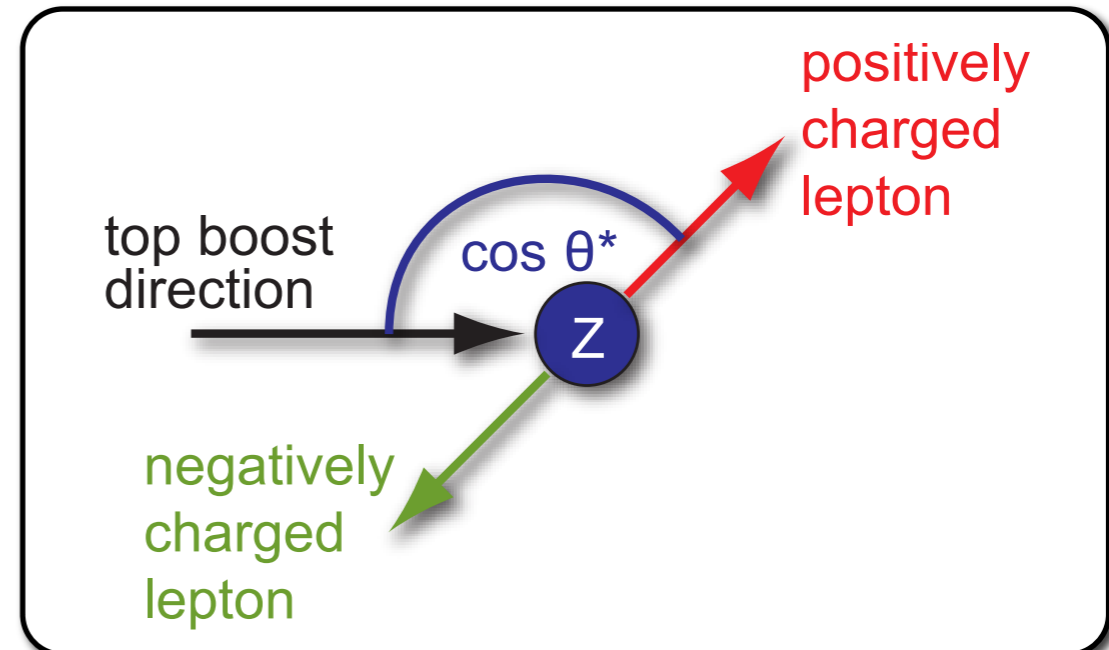 positively
charged
lepton
top boost
direction
cos θ*
Z
negatively
charged
lepton